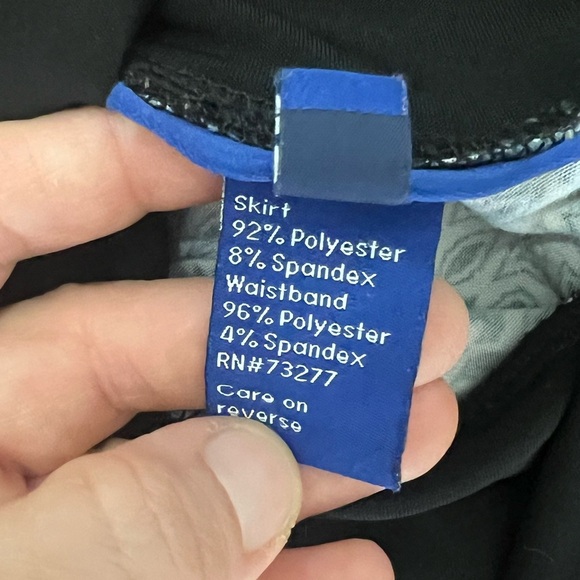 Skirt
92% Polyester
8% Spandex
Waistband
96% Polyester
4% Spandex
RN#73277
Care on
reverse